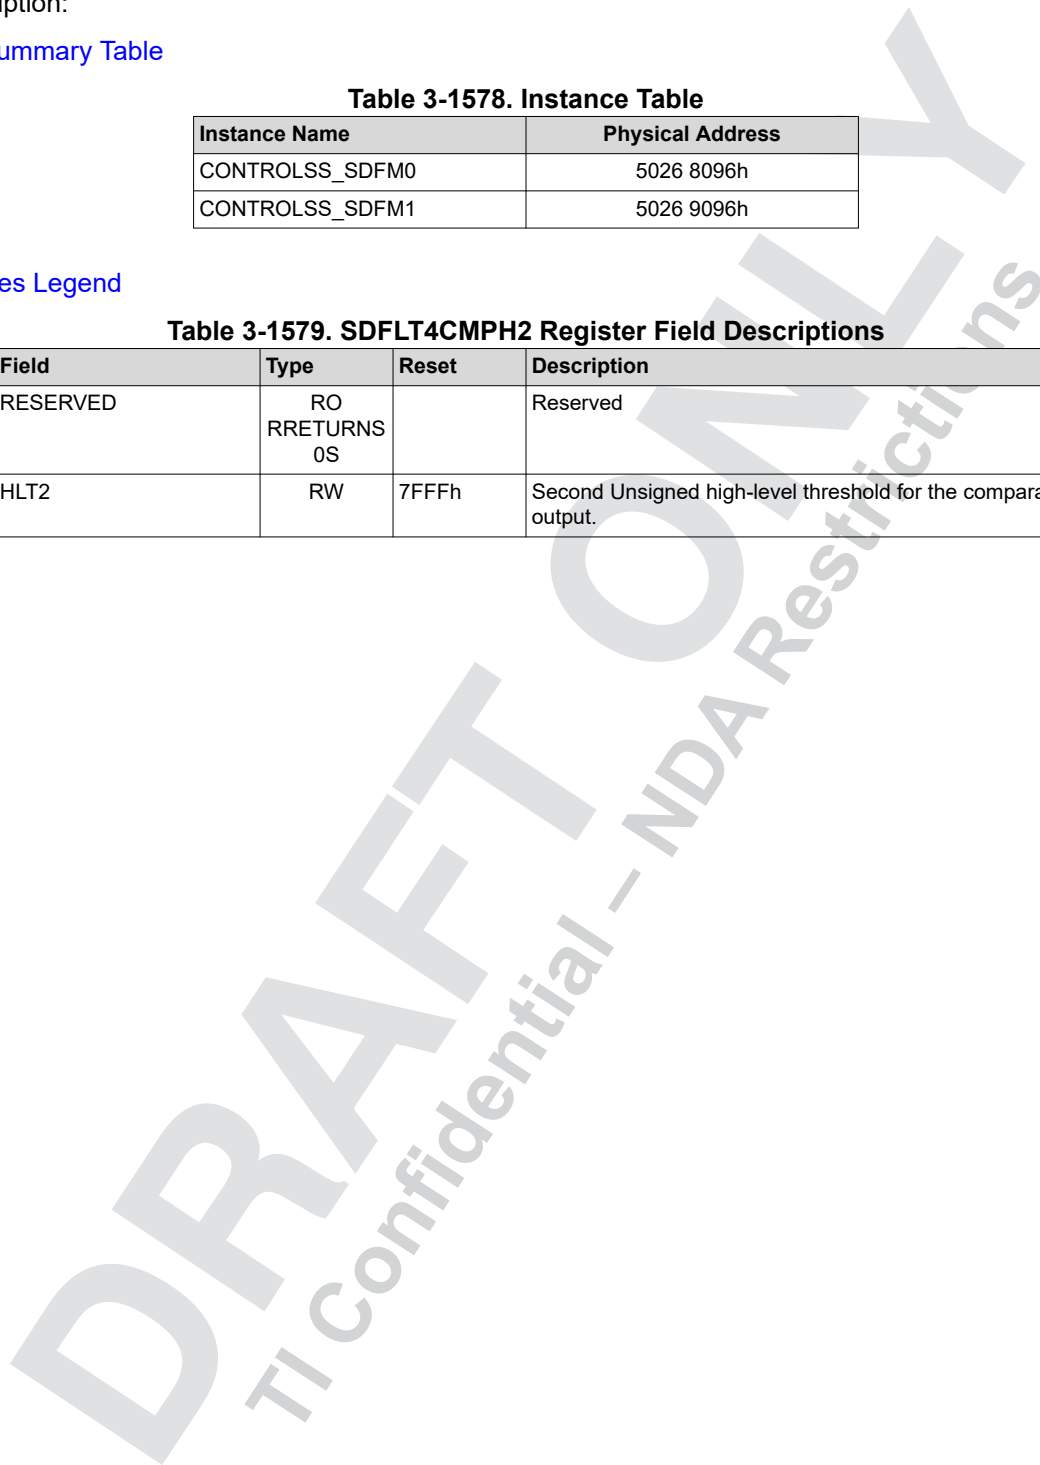 iption:
ummary Table
Table 3-1578. Instance Table
Instance Name Physical Address
CONTROLSS_SDFM0 5026 8096h
CONTROLSS_SDFM1 5026 9096h
es Legend
Table 3-1579. SDFLT4CMPH2 Register Field Descriptions
Field Type Reset Description
RESERVED RO RRETURNS 0S Reserved
HLT2 RW 7FFFh Second Unsigned high-level threshold for the compara
output.
DRAFT ONLY
TI Confidential – NDA Restrictions